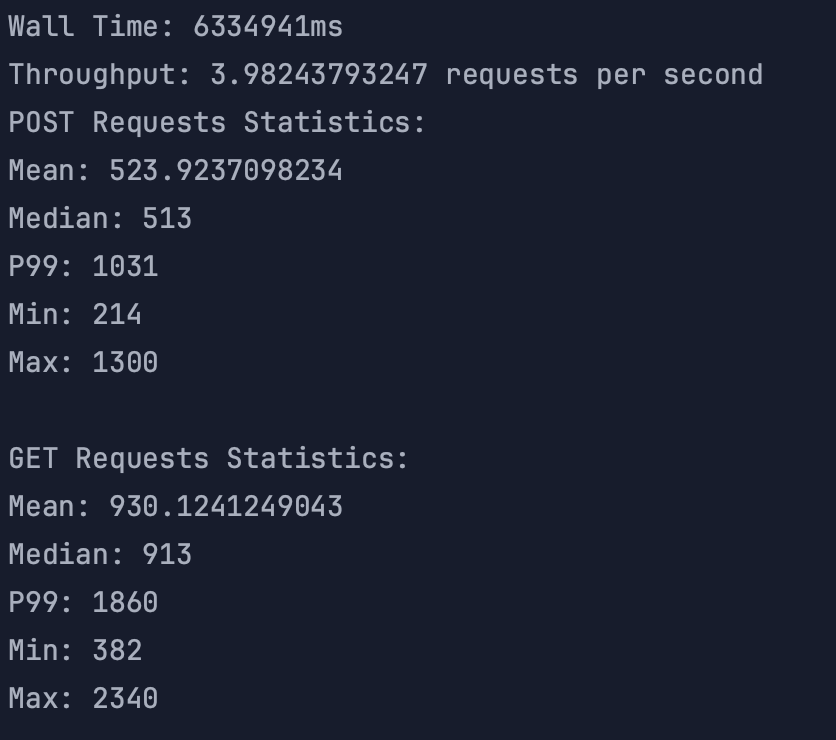 Wall Time: 6334941ms
Throughput: 3.98243793247 requests per second
POST Requests Statistics:
Mean: 523.9237098234
Median: 513
P99: 1031
Min: 214
Max: 1300
GET Requests Statistics:
Mean: 930.1241249043
Median: 913
P99: 1860
Min: 382
Max: 2340